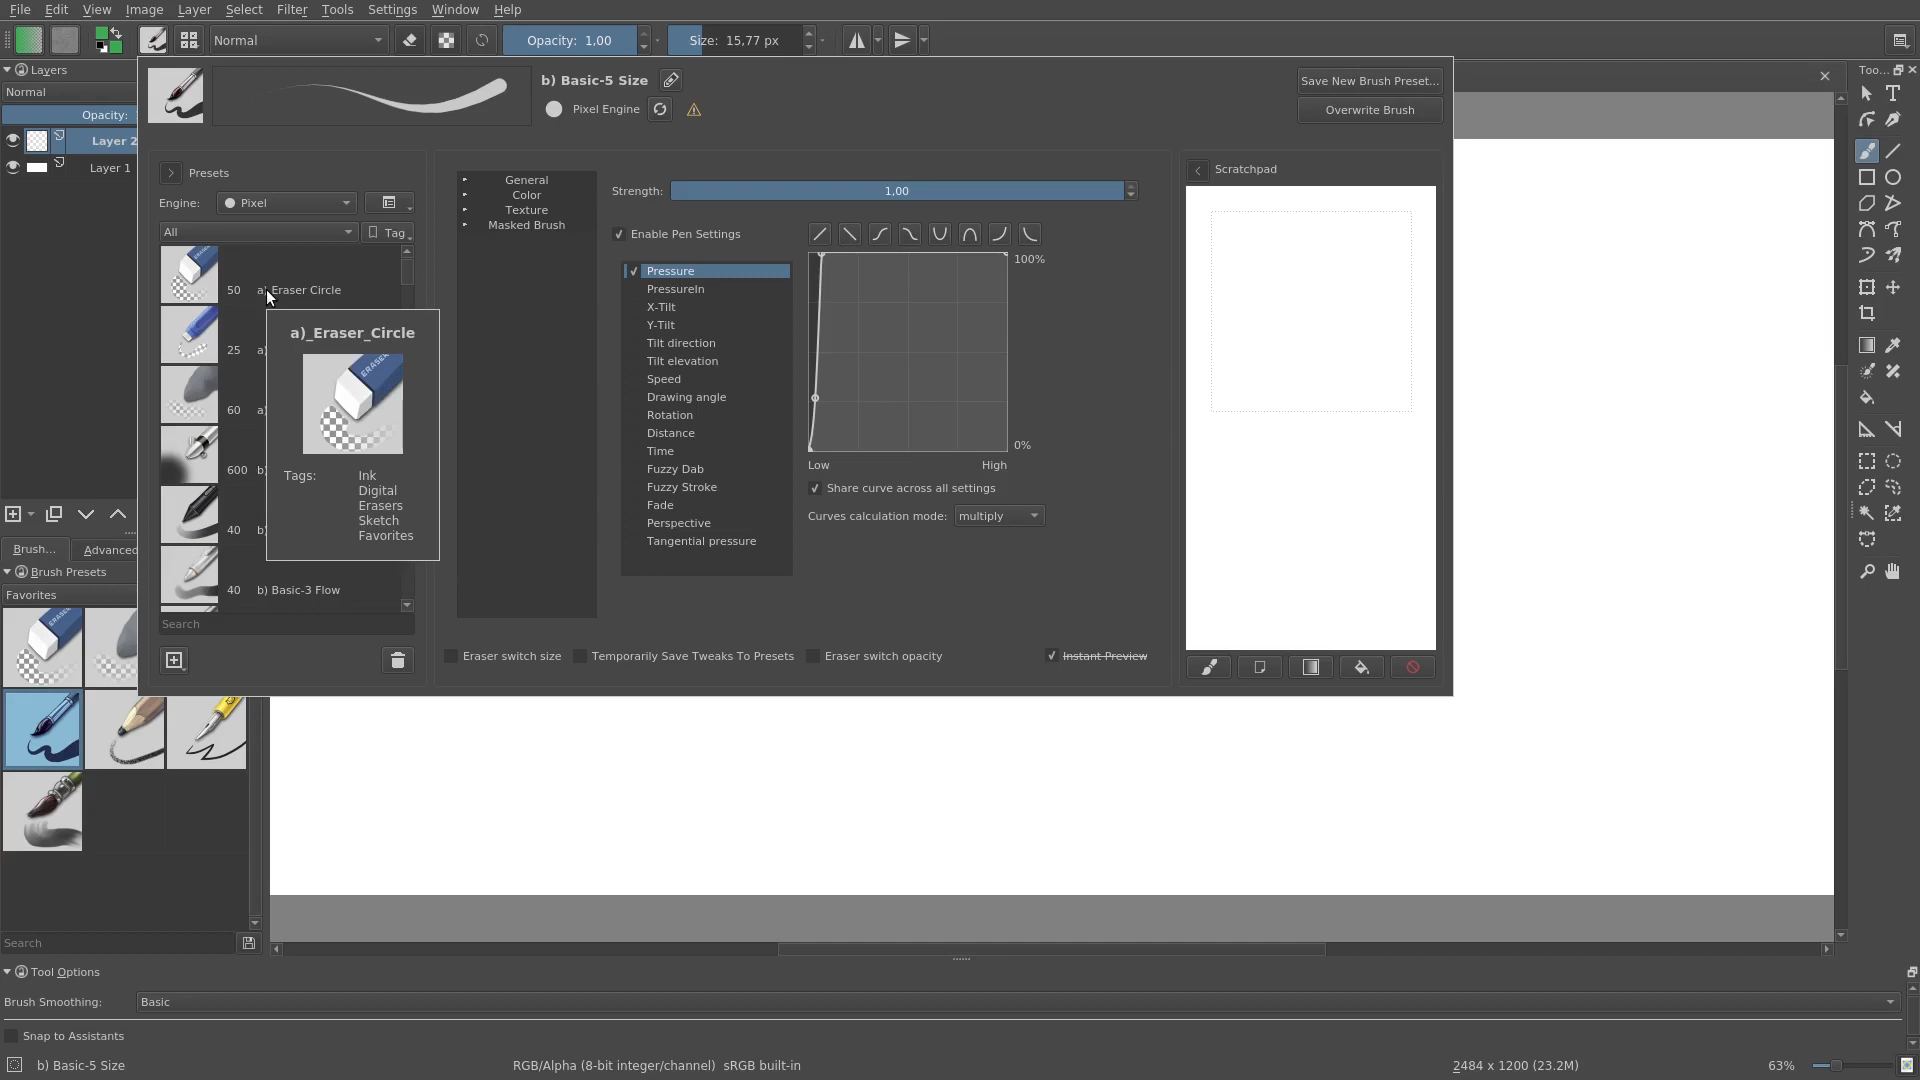 File Edit View Image Layer Select Filter Tools Settings Window Help
Normal
Opacity: 1,00
Size: 15,77 px
Layers
Normal
Opacity:
Layer 2
Layer 1
b) Basic-5 Size
Pixel Engine
Save New Brush Preset...
Overwrite Brush
Presets
Engine:
Pixel
All
Tag
50 a) Eraser Circle
25 a)
60 a)
600 b)
40 b)
40 b) Basic-3 Flow
Search
a)_Eraser_Circle
ERASER
Tags:
Ink
Digital
Erasers
Sketch
Favorites
General
Color
Texture
Masked Brush
Strength:
1,00
Enable Pen Settings
Pressure
PressureIn
X-Tilt
Y-Tilt
Tilt direction
Tilt elevation
Speed
Drawing angle
Rotation
Distance
Time
Fuzzy Dab
Fuzzy Stroke
Fade
Perspective
Tangential pressure
100%
0%
Low
High
Share curve across all settings
Curves calculation mode:
multiply
Eraser switch size
Temporarily Save Tweaks To Presets
Eraser switch opacity
Instant Preview
Scratchpad
Too...
Brush...
Advanced
Brush Presets
Favorites
Search
Tool Options
Brush Smoothing:
Basic
Snap to Assistants
b) Basic-5 Size
RGB/Alpha (8-bit integer/channel) sRGB built-in
2484 x 1200 (23.2M)
63%